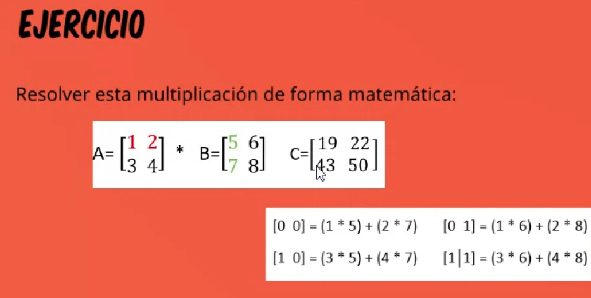 EJERCICIO
Resolver esta multiplicación de forma matemática:
A= [1 2] * B= [5 6] C= [19 22]
[3 4] [7 8] [43 50]
[0 0] = (1 * 5) + (2 * 7) [0 1] = (1 * 6) + (2 * 8)
[1 0] = (3 * 5) + (4 * 7) [1|1] = (3 * 6) + (4 * 8)